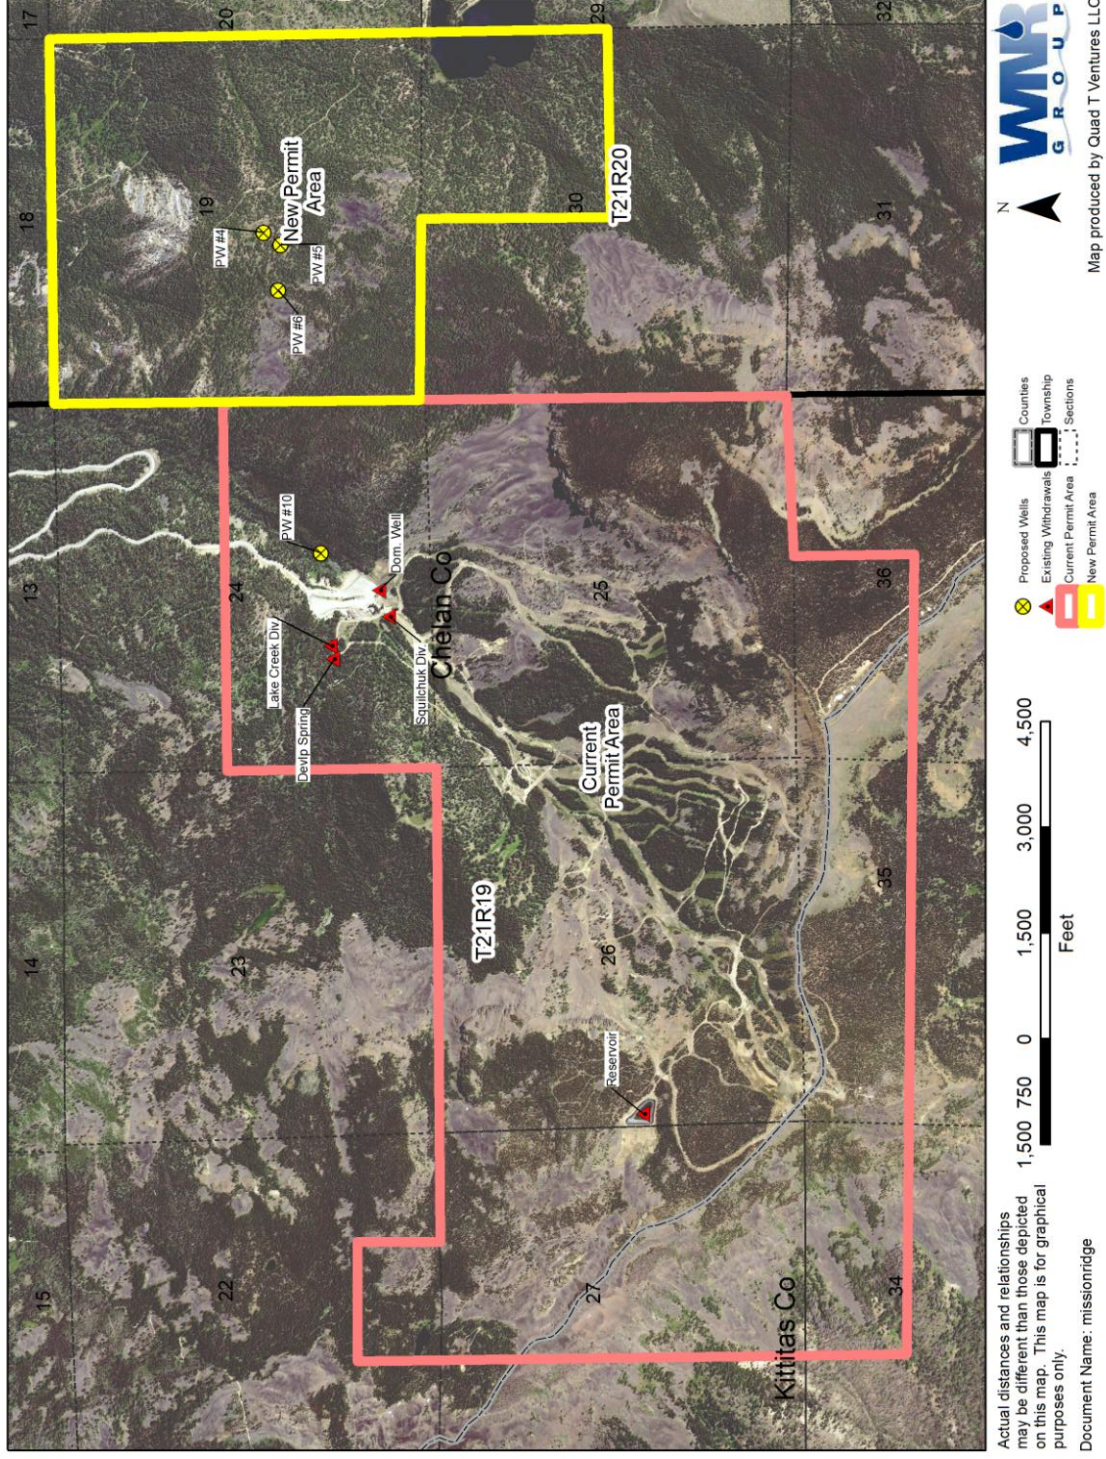 15
14
13
18
17
22
23
24
19
20
PW #4
New Permit
Area
PW #5
PW #6
PW #10
Lake Creek Div.
Devlp Spring
Dom. Well
Squilchuk Div.
Chelan Co
T21R19
27
26
25
30
29
T21R20
Current
Permit Area
Reservoir
Kittitas Co
34
35
36
31
32
Actual distances and relationships
may be different than those depicted
on this map. This map is for graphical
purposes only.
Document Name: missionridge
1,500 750 0 1,500 3,000 4,500
Feet
Proposed Wells
Existing Withdrawals
Current Permit Area
New Permit Area
Counties
Township
Sections
N
WNR
GROUP
Map produced by Quad T Ventures LLC